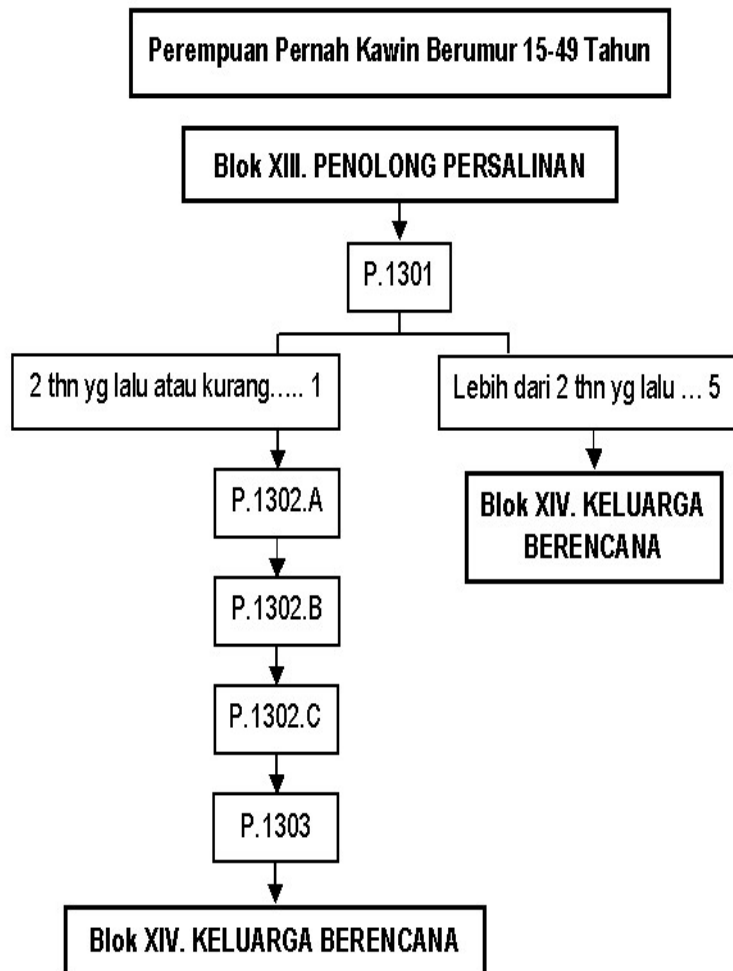 Perempuan Pernah Kawin Berumur 15-49 Tahun
Blok XIII. PENOLONG PERSALINAN
P.1301
2 thn yg lalu atau kurang..... 1
Lebih dari 2 thn yg lalu ... 5
P.1302.A
Blok XIV. KELUARGA
BERENCANA
P.1302.B
P.1302.C
P.1303
Blok XIV. KELUARGA BERENCANA